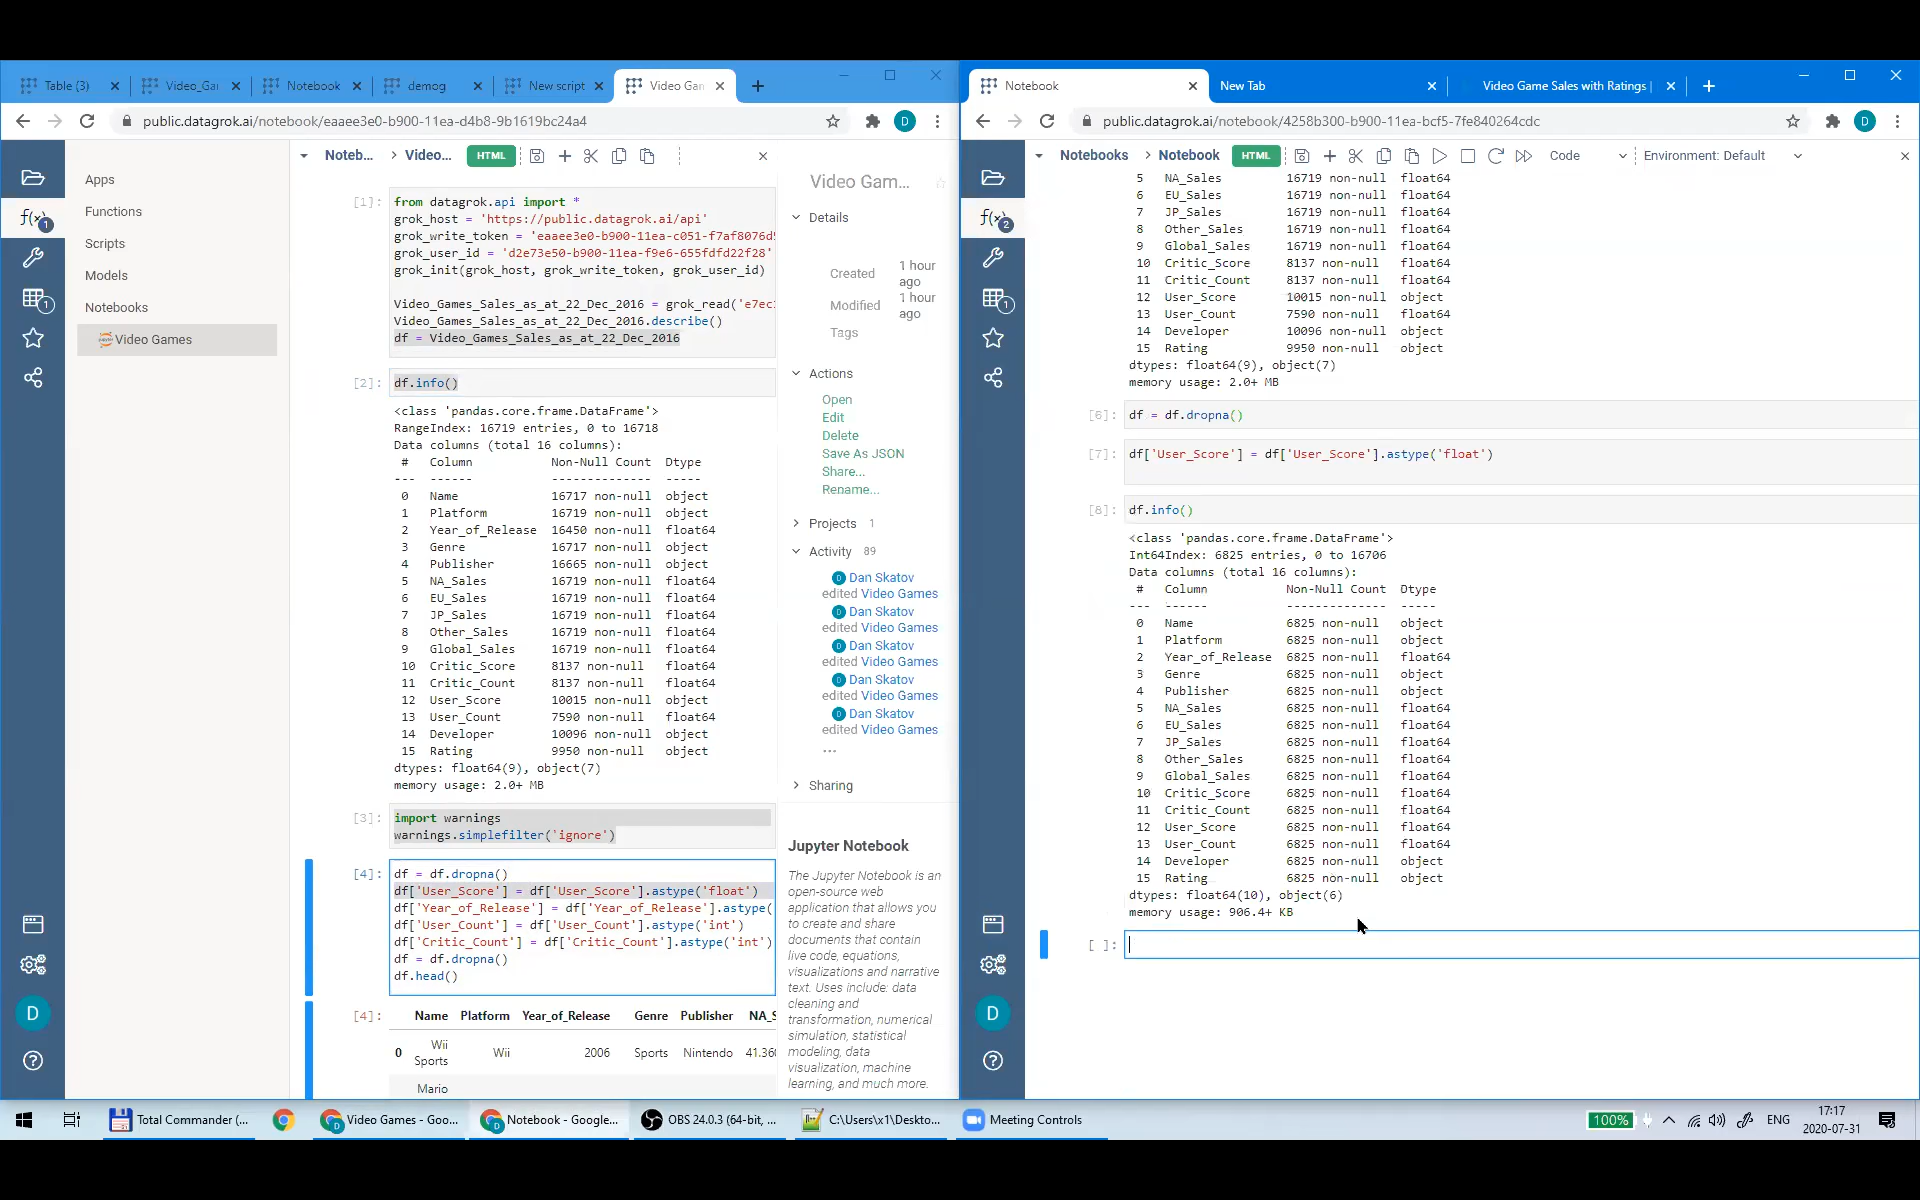 Table (3)
Video_Gar
Notebook
demog
New script
Video Gan
public.datagrok.ai/notebook/eaaee3e0-b900-11ea-d4b8-9b1619bc24a4
D
1
1
D
Apps
Functions
Scripts
Models
Notebooks
Video Games
Noteb... > Video... HTML
[1]: from datagrok.api import *
grok_host = 'https://public.datagrok.ai/api'
grok_write_token = 'eaaee3e0-b900-11ea-c051-f7af8076d
grok_user_id = 'd2e73e50-b900-11ea-f9e6-655fdfd22f28'
grok_init(grok_host, grok_write_token, grok_user_id)
Video_Games_Sales_as_at_22_Dec_2016 = grok_read('e7ec
Video_Games_Sales_as_at_22_Dec_2016.describe()
df = Video_Games_Sales_as_at_22_Dec_2016
[2]: df.info()
<class 'pandas.core.frame.DataFrame'>
RangeIndex: 16719 entries, 0 to 16718
Data columns (total 16 columns):
# Column Non-Null Count Dtype
--- ------ -------------- -----
0 Name 16717 non-null object
1 Platform 16719 non-null object
2 Year_of_Release 16450 non-null float64
3 Genre 16717 non-null object
4 Publisher 16665 non-null object
5 NA_Sales 16719 non-null float64
6 EU_Sales 16719 non-null float64
7 JP_Sales 16719 non-null float64
8 Other_Sales 16719 non-null float64
9 Global_Sales 16719 non-null float64
10 Critic_Score 8137 non-null float64
11 Critic_Count 8137 non-null float64
12 User_Score 10015 non-null object
13 User_Count 7590 non-null float64
14 Developer 10096 non-null object
15 Rating 9950 non-null object
dtypes: float64(9), object(7)
memory usage: 2.0+ MB
[3]: import warnings
warnings.simplefilter('ignore')
[4]: df = df.dropna()
df['User_Score'] = df['User_Score'].astype('float')
df['Year_of_Release'] = df['Year_of_Release'].astype(
df['User_Count'] = df['User_Count'].astype('int')
df['Critic_Count'] = df['Critic_Count'].astype('int')
df = df.dropna()
df.head()
[4]: Name Platform Year_of_Release Genre Publisher NA_S
0 Wii Sports Wii 2006 Sports Nintendo 41.36
Mario
Video Gam...
Details
Created 1 hour ago
Modified 1 hour ago
Tags
Actions
Open
Edit
Delete
Save As JSON
Share...
Rename...
Projects 1
Activity 89
D Dan Skatov
edited Video Games
D Dan Skatov
edited Video Games
D Dan Skatov
edited Video Games
D Dan Skatov
edited Video Games
D Dan Skatov
edited Video Games
...
Sharing
Jupyter Notebook
The Jupyter Notebook is an
open-source web
application that allows you
to create and share
documents that contain
live code, equations,
visualizations and narrative
text. Uses include: data
cleaning and
transformation, numerical
simulation, statistical
modeling, data
visualization, machine
learning, and much more.
Notebook
New Tab
Video Game Sales with Ratings |
public.datagrok.ai/notebook/4258b300-b900-11ea-bcf5-7fe840264cdc
D
2
1
D
Notebooks > Notebook HTML Code Environment: Default
5 NA_Sales 16719 non-null float64
6 EU_Sales 16719 non-null float64
7 JP_Sales 16719 non-null float64
8 Other_Sales 16719 non-null float64
9 Global_Sales 16719 non-null float64
10 Critic_Score 8137 non-null float64
11 Critic_Count 8137 non-null float64
12 User_Score 10015 non-null object
13 User_Count 7590 non-null float64
14 Developer 10096 non-null object
15 Rating 9950 non-null object
dtypes: float64(9), object(7)
memory usage: 2.0+ MB
[6]: df = df.dropna()
[7]: df['User_Score'] = df['User_Score'].astype('float')
[8]: df.info()
<class 'pandas.core.frame.DataFrame'>
Int64Index: 6825 entries, 0 to 16706
Data columns (total 16 columns):
# Column Non-Null Count Dtype
--- ------ -------------- -----
0 Name 6825 non-null object
1 Platform 6825 non-null object
2 Year_of_Release 6825 non-null float64
3 Genre 6825 non-null object
4 Publisher 6825 non-null object
5 NA_Sales 6825 non-null float64
6 EU_Sales 6825 non-null float64
7 JP_Sales 6825 non-null float64
8 Other_Sales 6825 non-null float64
9 Global_Sales 6825 non-null float64
10 Critic_Score 6825 non-null float64
11 Critic_Count 6825 non-null float64
12 User_Score 6825 non-null float64
13 User_Count 6825 non-null float64
14 Developer 6825 non-null object
15 Rating 6825 non-null object
dtypes: float64(10), object(6)
memory usage: 906.4+ KB
[ ]:
Total Commander (...
Video Games - Goo...
Notebook - Google...
OBS 24.0.3 (64-bit, ...
C:\Users\x1\Deskto...
Meeting Controls
100%
ENG
17:17
2020-07-31